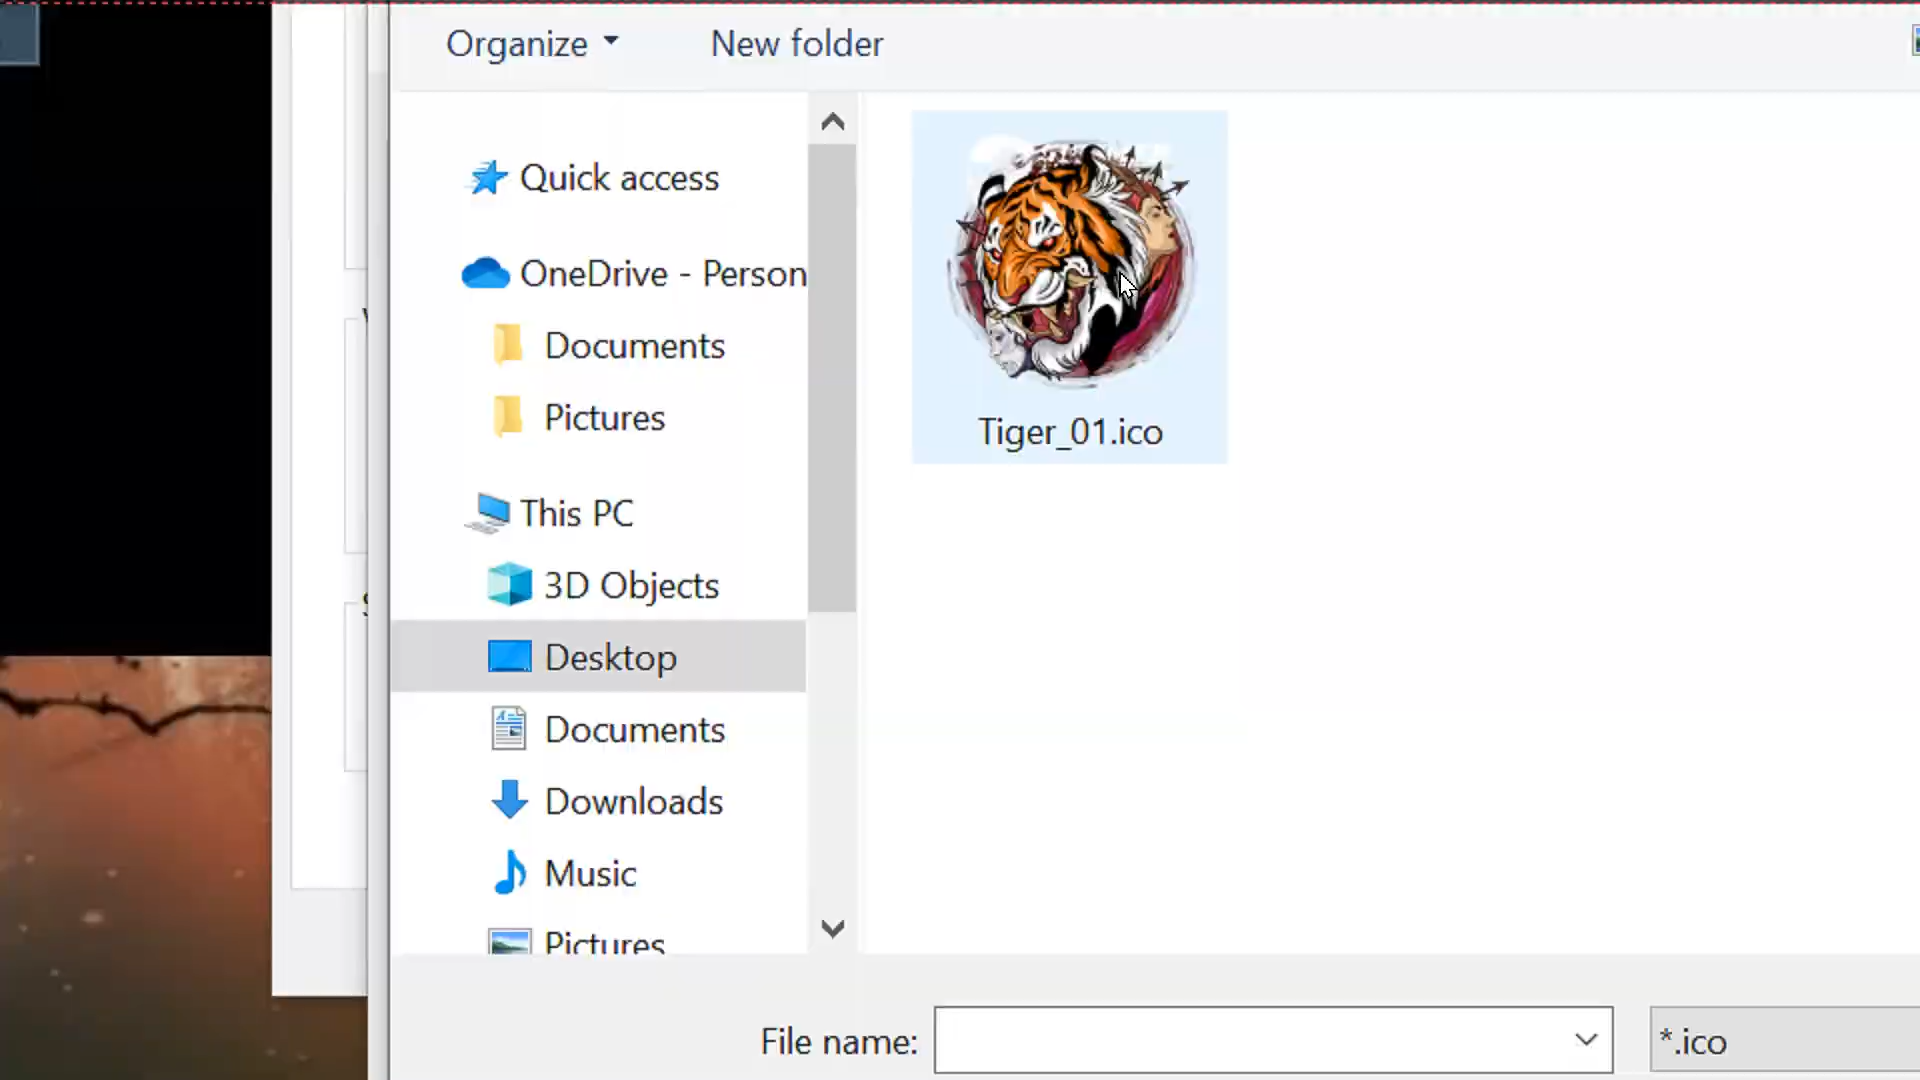 Organize
New folder
Quick access
OneDrive - Person
Documents
Pictures
This PC
3D Objects
Desktop
Documents
Downloads
Music
Pictures
Tiger_01.ico
File name:
*.ico